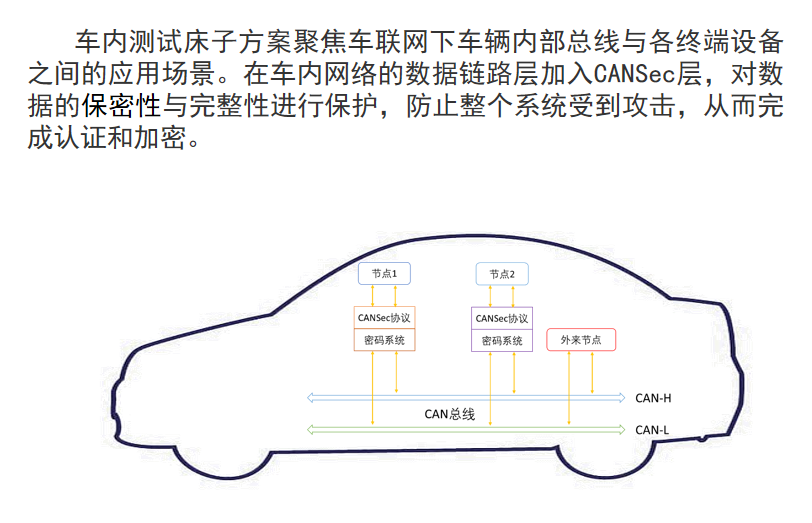 车内测试床子方案聚焦车联网下车辆内部总线与各终端设备
之间的应用场景。在车内网络的数据链路层加入CANSec层，对数
据的保密性与完整性进行保护，防止整个系统受到攻击，从而完
成认证和加密。
节点1
节点2
CANSec协议
CANSec协议
密码系统
密码系统
外来节点
CAN-H
CAN总线
CAN-L